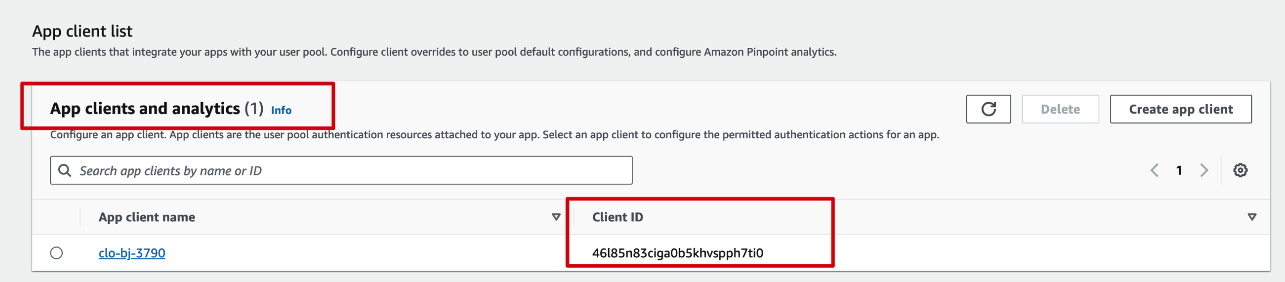 App client list
The app clients that integrate your apps with your user pool. Configure client overrides to user pool default configurations, and configure Amazon Pinpoint analytics.
App clients and analytics (1) Info
Delete
Create app client
Configure an app client. App clients are the user pool authentication resources attached to your app. Select an app client to configure the permitted authentication actions for an app.
Search app clients by name or ID
1
App client name
Client ID
clo-bj-3790
46l85n83ciga0b5khvspph7ti0